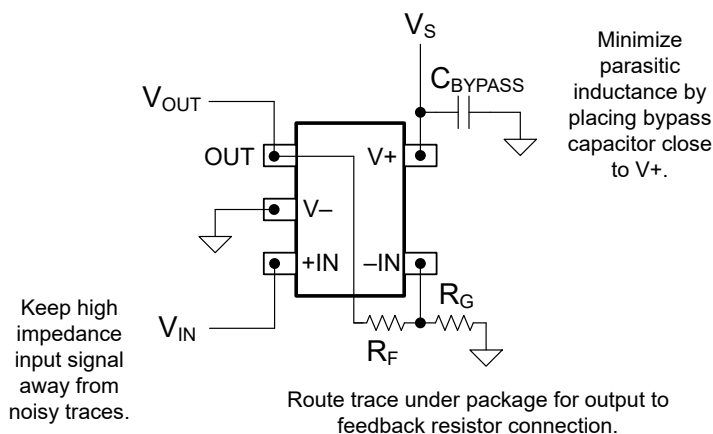 V_S
Minimize
parasitic
inductance by
placing bypass
capacitor close
to V+.
C_BYPASS
V_OUT
OUT
V+
V–
+IN
–IN
R_G
Keep high
impedance
input signal
away from
noisy traces.
V_IN
R_F
Route trace under package for output to
feedback resistor connection.